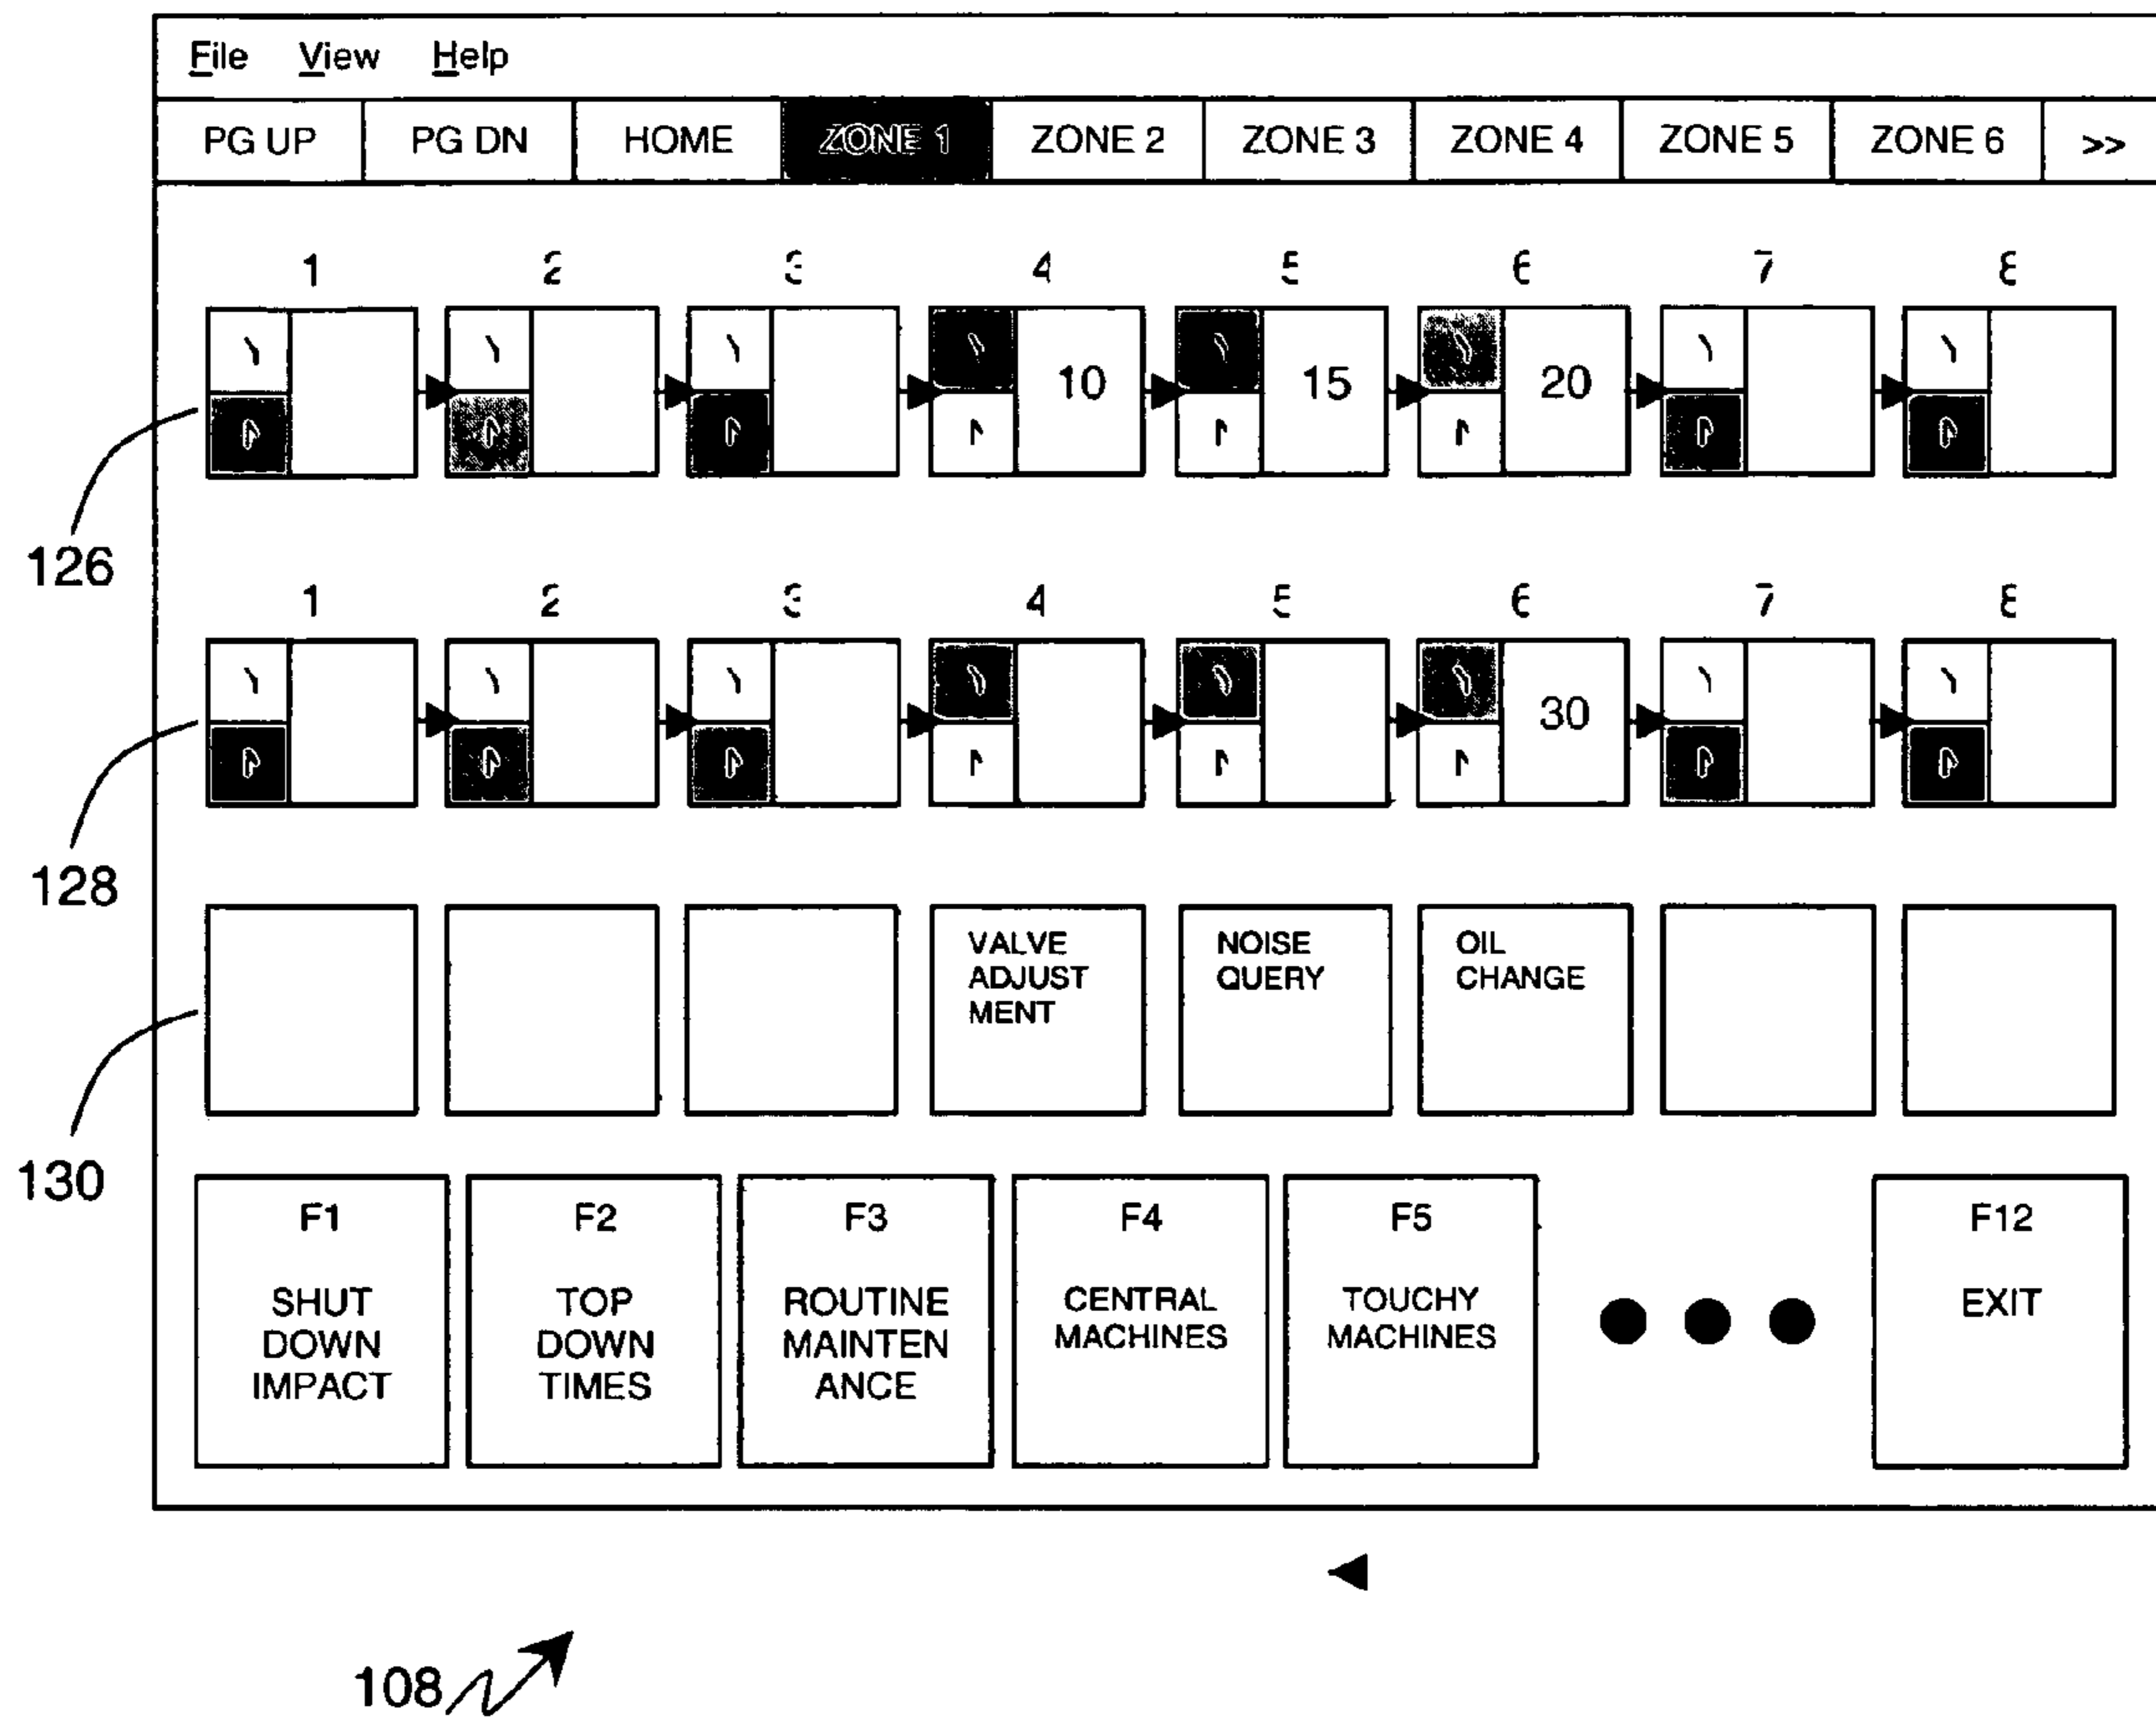 File View Help
PG UP PG DN HOME ZONE 1 ZONE 2 ZONE 3 ZONE 4 ZONE 5 ZONE 6 >>
1 2 3 4 5 6 7 8
10 15 20
126
1 2 3 4 5 6 7 8
30
128
VALVE
ADJUST
MENT
NOISE
QUERY
OIL
CHANGE
130
F1
SHUT
DOWN
IMPACT
F2
TOP
DOWN
TIMES
F3
ROUTINE
MAINTEN
ANCE
F4
CENTRAL
MACHINES
F5
TOUCHY
MACHINES
F12
EXIT
108